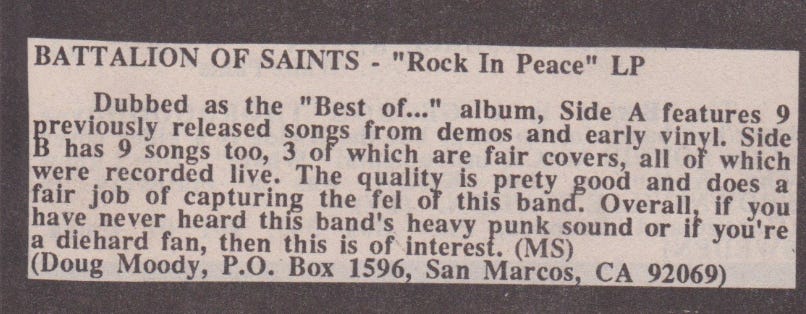 BATTALION OF SAINTS - "Rock In Peace" LP
Dubbed as the "Best of..." album, Side A features 9
previously released songs from demos and early vinyl. Side
B has 9 songs too, 3 of which are fair covers, all of which
were recorded live. The quality is prety good and does a
fair job of capturing the fel of this band. Overall, if you
have never heard this band's heavy punk sound or if you're
a diehard fan, then this is of interest. (MS)
(Doug Moody, P.O. Box 1596, San Marcos, CA 92069)